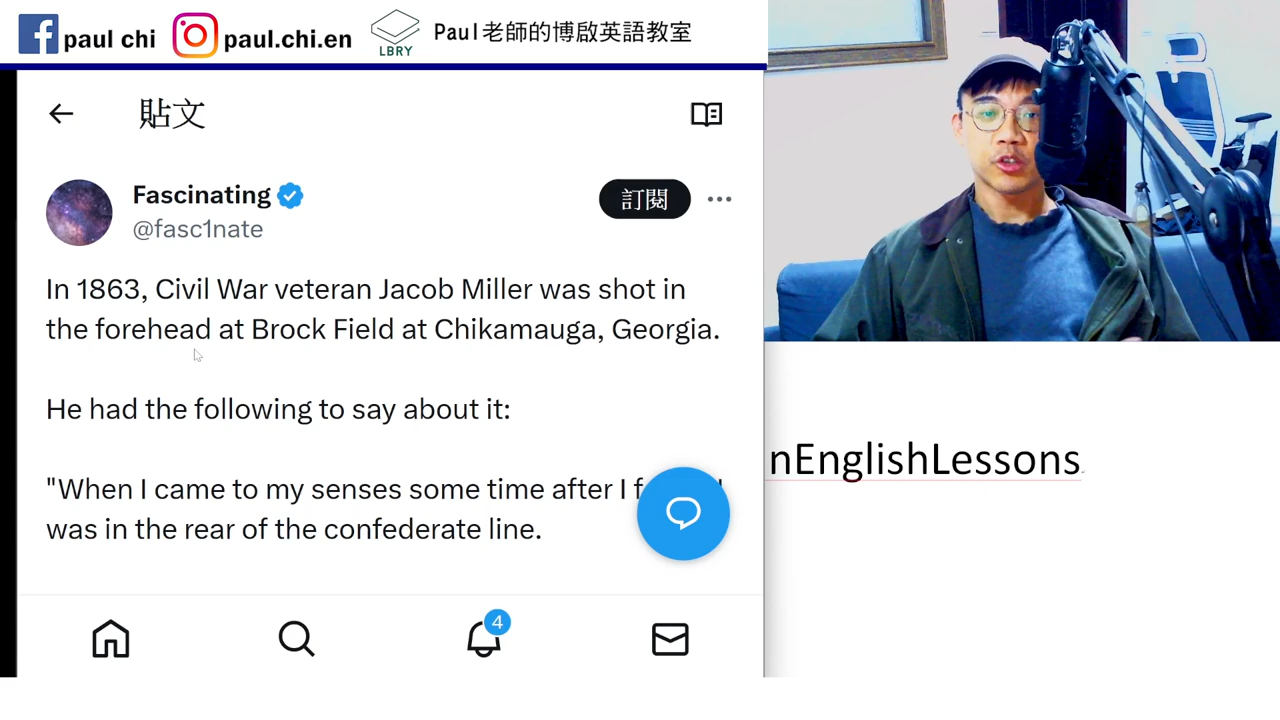 paul chi
paul.chi.en
LBRY
Paul老師的博啟英語教室
貼文
Fascinating
@fasc1nate
訂閱
In 1863, Civil War veteran Jacob Miller was shot in
the forehead at Brock Field at Chikamauga, Georgia.
He had the following to say about it:
"When I came to my senses some time after I
was in the rear of the confederate line.
4
nEnglishLessons